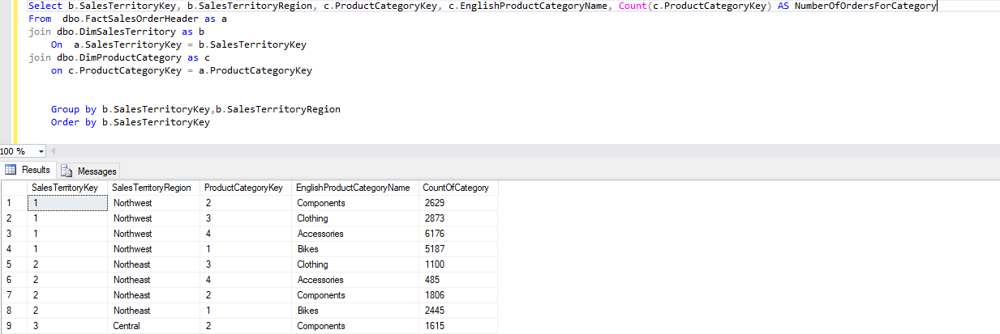 Select b.SalesTerritoryKey, b.SalesTerritoryRegion, c.ProductCategoryKey, c.EnglishProductCategoryName, Count(c.ProductCategoryKey) AS NumberOfOrdersForCategory
From  dbo.FactSalesOrderHeader as a
join dbo.DimSalesTerritory as b
On  a.SalesTerritoryKey = b.SalesTerritoryKey
join dbo.DimProductCategory as c
on c.ProductCategoryKey = a.ProductCategoryKey
Group by b.SalesTerritoryKey,b.SalesTerritoryRegion
Order by b.SalesTerritoryKey
100 %
Results Messages
SalesTerritoryKey SalesTerritoryRegion ProductCategoryKey EnglishProductCategoryName CountOfCategory
1 1 Northwest 2 Components 2629
2 1 Northwest 3 Clothing 2873
3 1 Northwest 4 Accessories 6176
4 1 Northwest 1 Bikes 5187
5 2 Northeast 3 Clothing 1100
6 2 Northeast 4 Accessories 485
7 2 Northeast 2 Components 1806
8 2 Northeast 1 Bikes 2445
9 3 Central 2 Components 1615